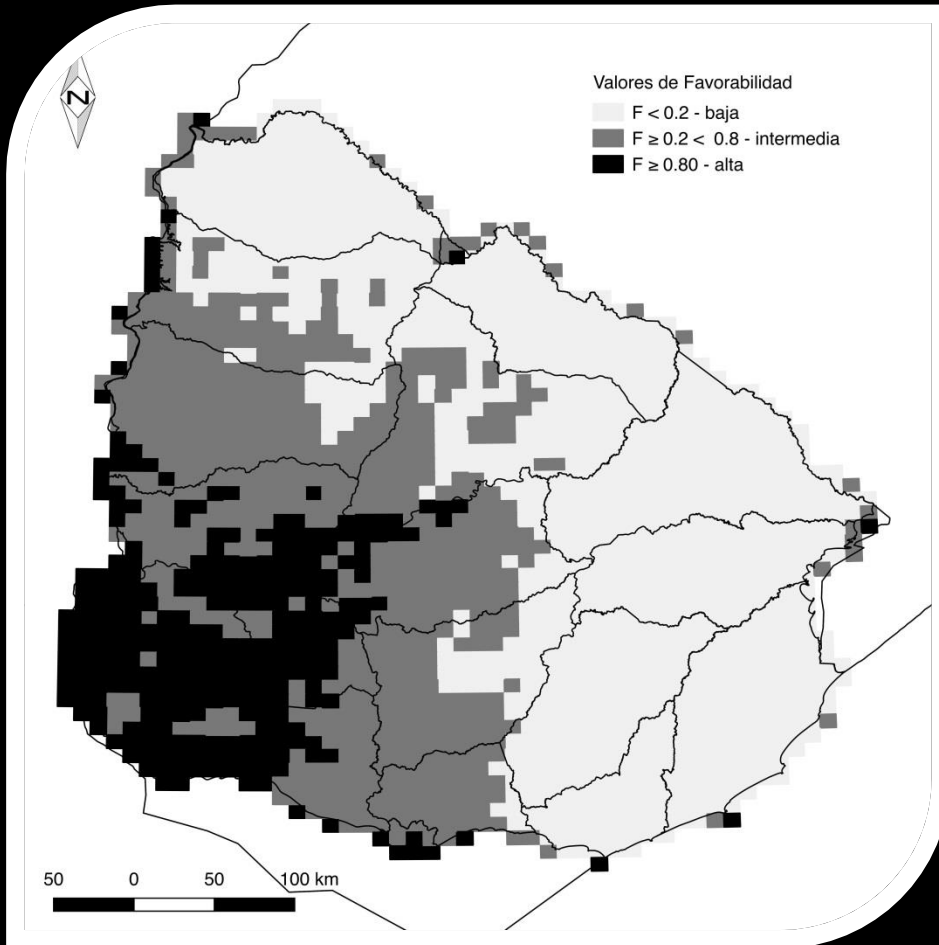 N
Valores de Favorabilidad
F < 0.2 - baja
F ≥ 0.2 < 0.8 - intermedia
F ≥ 0.80 - alta
50 0 50 100 km